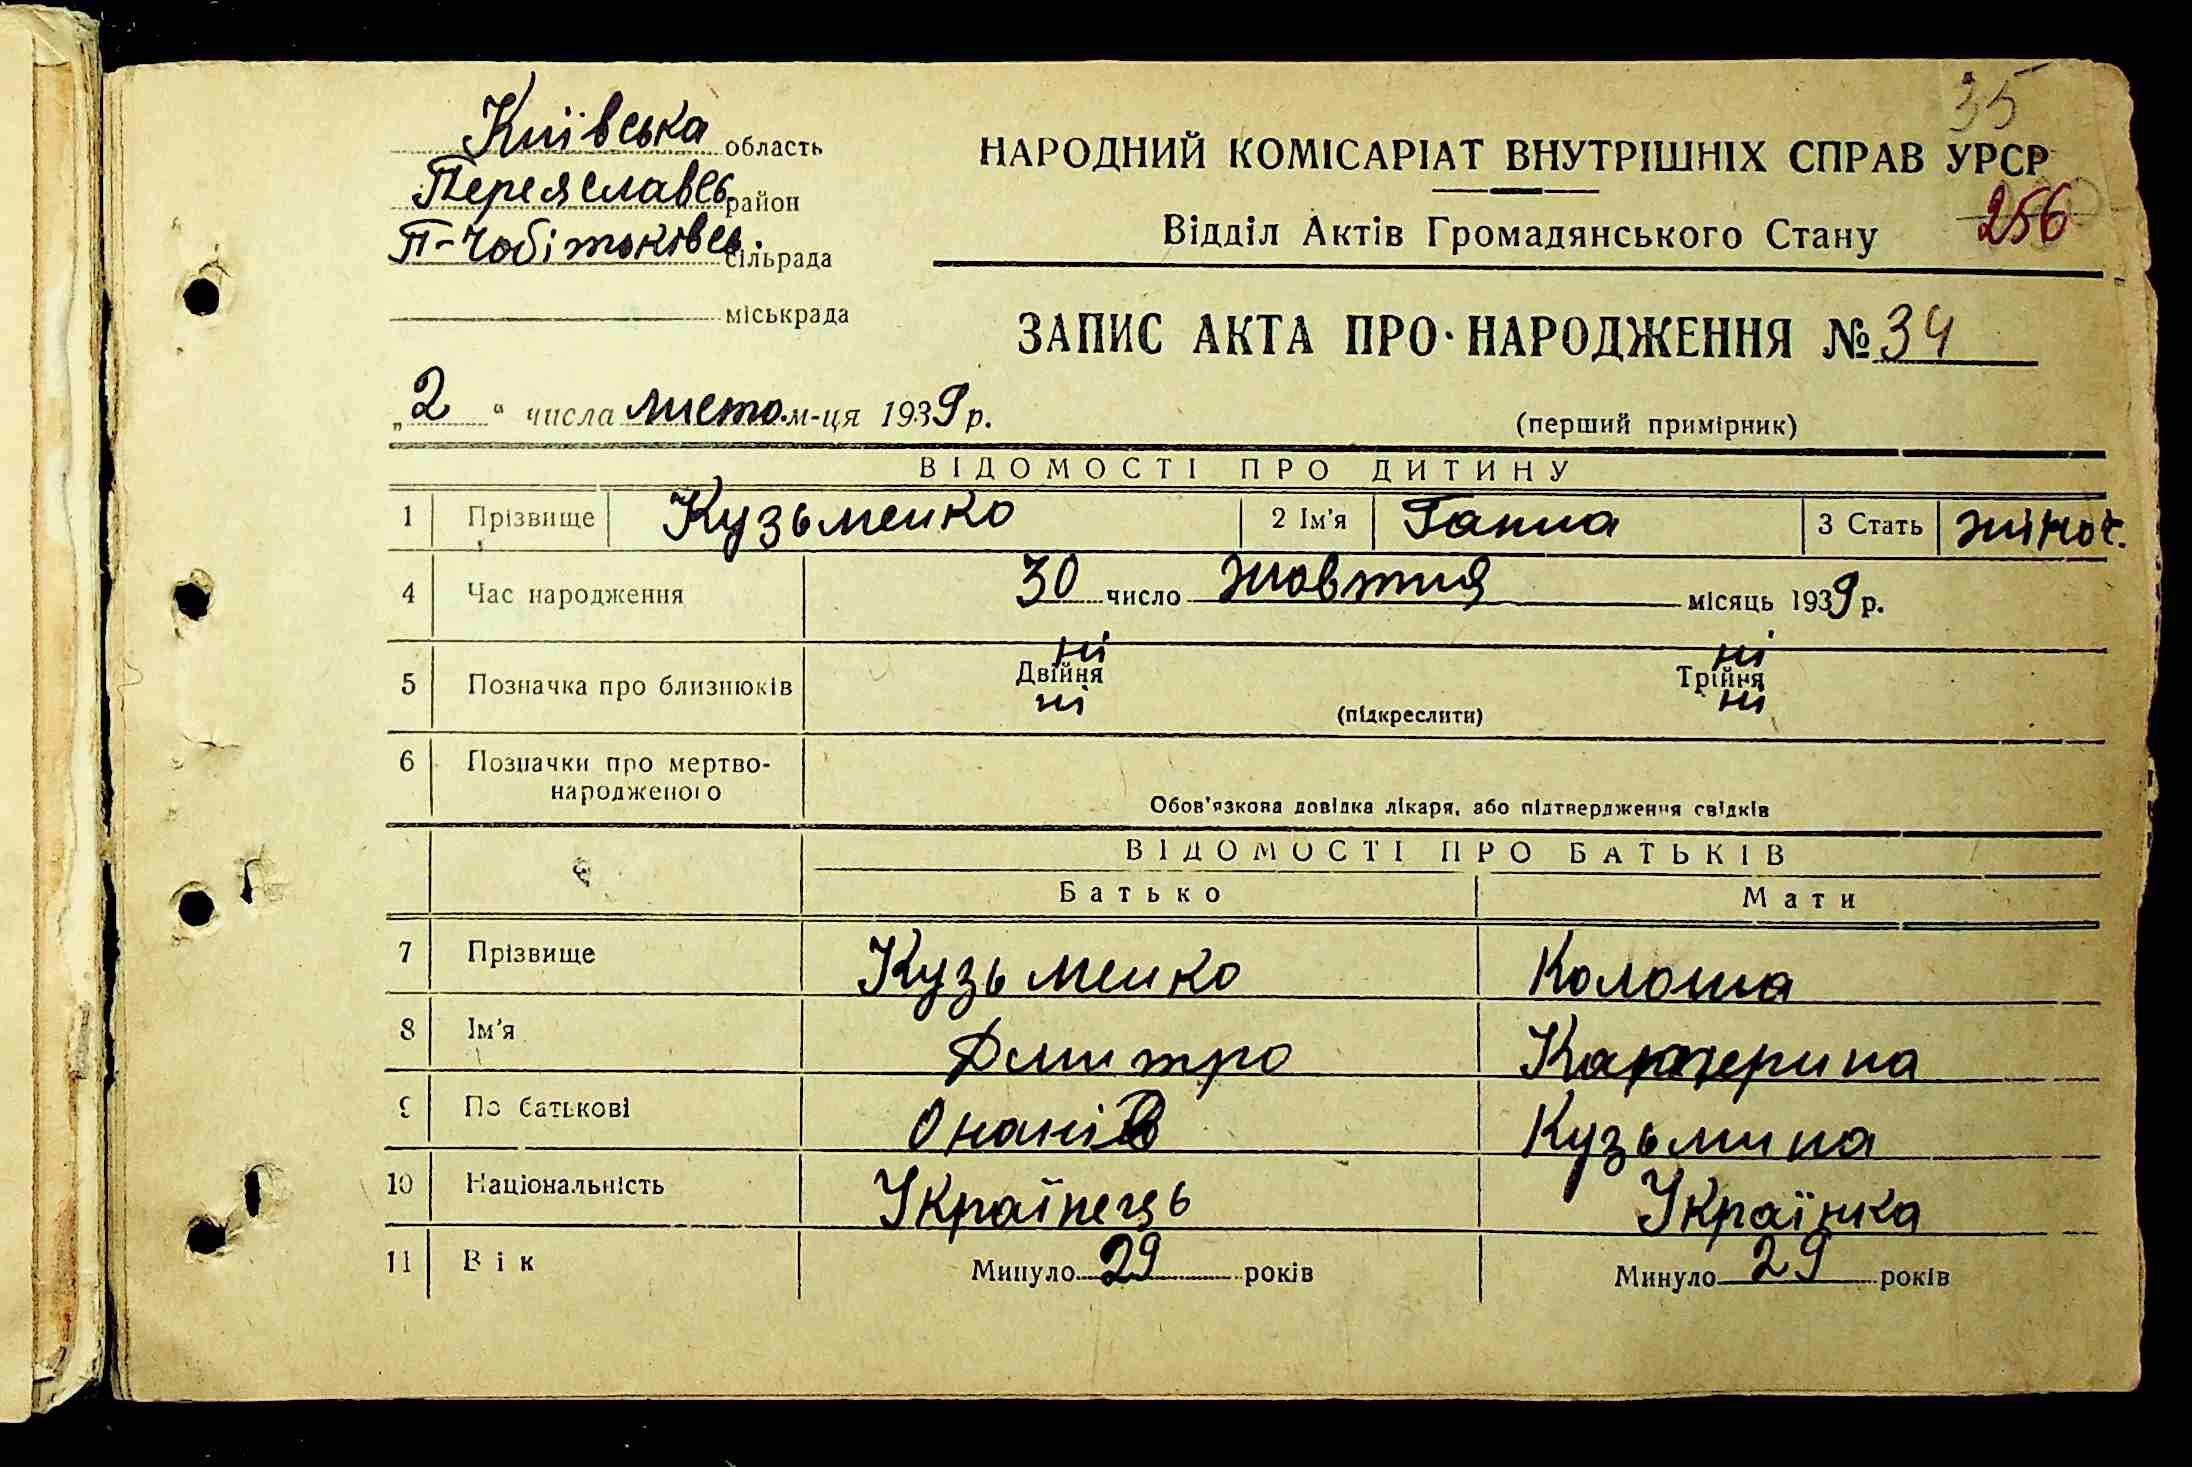 35
Київська область
Переяславсь район
П-Чобітьківсь. сільрада
міськрада
НАРОДНИЙ КОМІСАРІАТ ВНУТРІШНІХ СПРАВ УРСР
256
Відділ Актів Громадянського Стану
ЗАПИС АКТА ПРО НАРОДЖЕННЯ № 34
„2" числа листо. м-ця 1939 р.
(перший примірник)
ВІДОМОСТІ ПРО ДИТИНУ
1 Прізвище Кузьменко 2 Ім'я Ганна 3 Стать жіноч.
4 Час народження 30 число жовтня місяць 1939 р.
ні ні
5 Позначка про близнюків Двійня Трійня
ні ні
(підкреслити)
6 Позначки про мертво-
народженого
Обов'язкова довідка лікаря, або підтвердження свідків
ВІДОМОСТІ ПРО БАТЬКІВ
Батько Мати
7 Прізвище Кузьменко Колоша
8 Ім'я Дмитро Катерина
9 По батькові Онанів Кузьмина
10 Національність Українець Українка
11 Вік Минуло 29 років Минуло 29 років